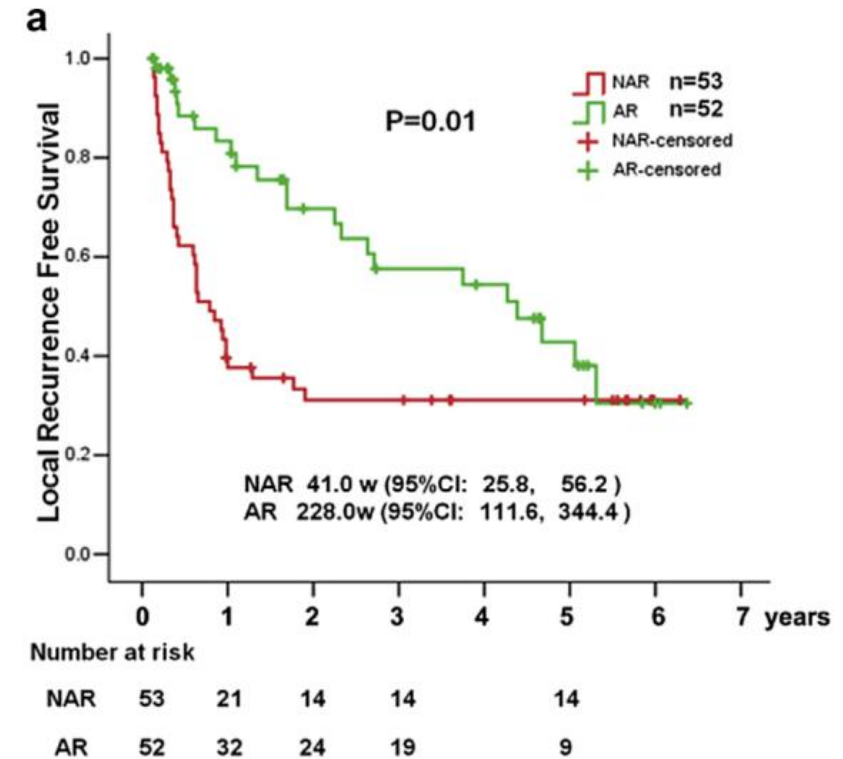 a
1.0
0.8
0.6
0.4
0.2
0.0
Local Recurrence Free Survival
P=0.01
NAR n=53
AR n=52
NAR-censored
AR-censored
NAR 41.0 w (95%CI: 25.8, 56.2 )
AR 228.0w (95%CI: 111.6, 344.4 )
0 1 2 3 4 5 6 7 years
Number at risk
NAR 53 21 14 14 14
AR 52 32 24 19 9